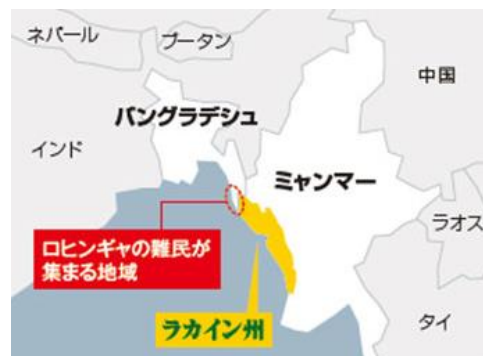 ネパール
ブータン
中国
バングラデシュ
インド
ミャンマー
ラオス
ロヒンギャの難民が
集まる地域
ラカイン州
タイ